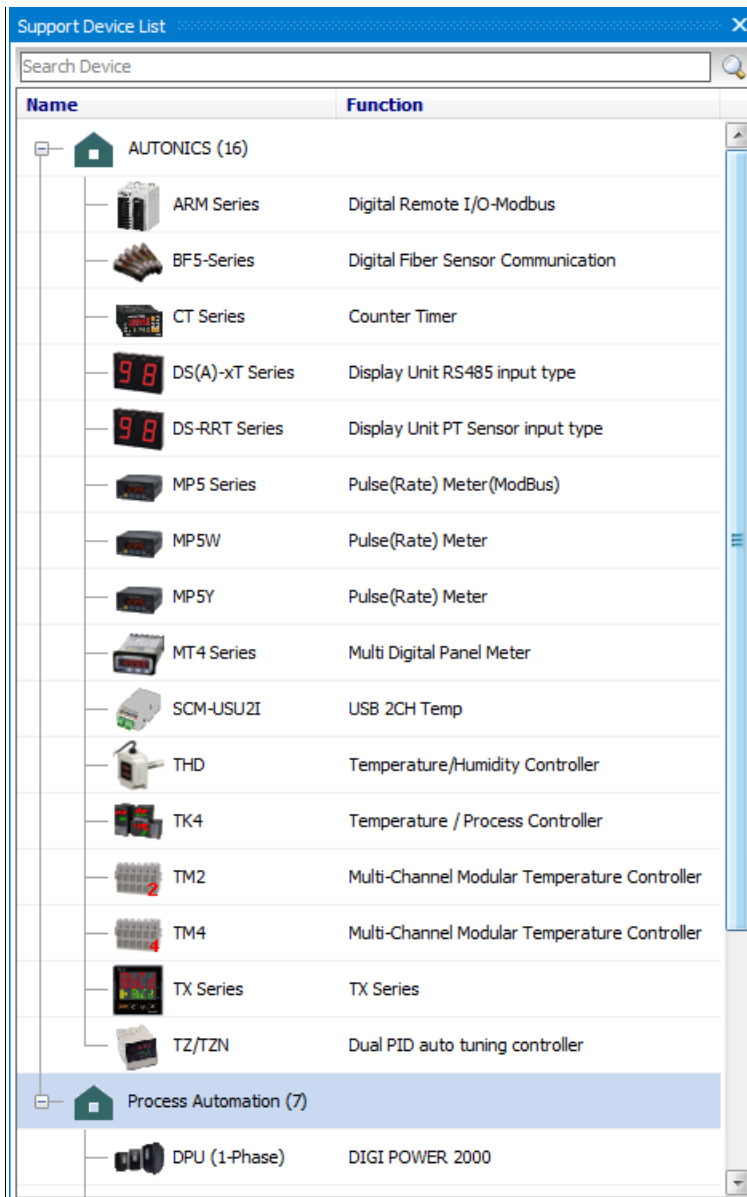 Support Device List
Search Device
Name Function
AUTONICS (16)
ARM Series Digital Remote I/O-Modbus
BF5-Series Digital Fiber Sensor Communication
CT Series Counter Timer
DS(A)-xT Series Display Unit RS485 input type
DS-RRT Series Display Unit PT Sensor input type
MP5 Series Pulse(Rate) Meter(ModBus)
MP5W Pulse(Rate) Meter
MP5Y Pulse(Rate) Meter
MT4 Series Multi Digital Panel Meter
SCM-USU2I USB 2CH Temp
THD Temperature/Humidity Controller
TK4 Temperature / Process Controller
TM2 Multi-Channel Modular Temperature Controller
TM4 Multi-Channel Modular Temperature Controller
TX Series TX Series
TZ/TZN Dual PID auto tuning controller
Process Automation (7)
DPU (1-Phase) DIGI POWER 2000